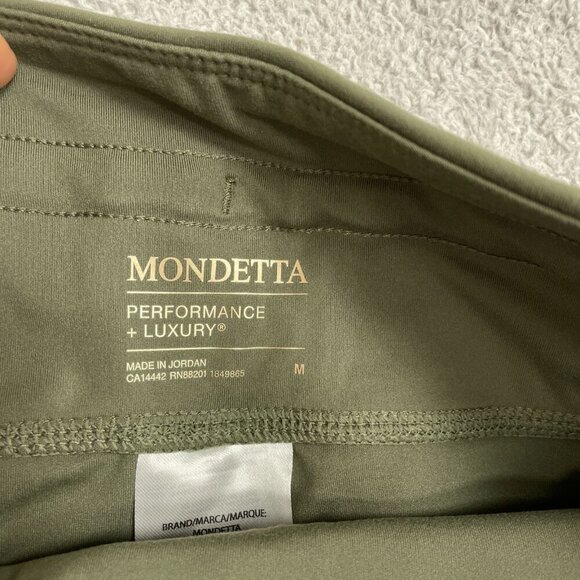 MONDETTA
PERFORMANCE
+ LUXURY®
MADE IN JORDAN
CA14442 RN88201 1849865 M
BRAND/MARCA/MARQUE:
MONDETTA